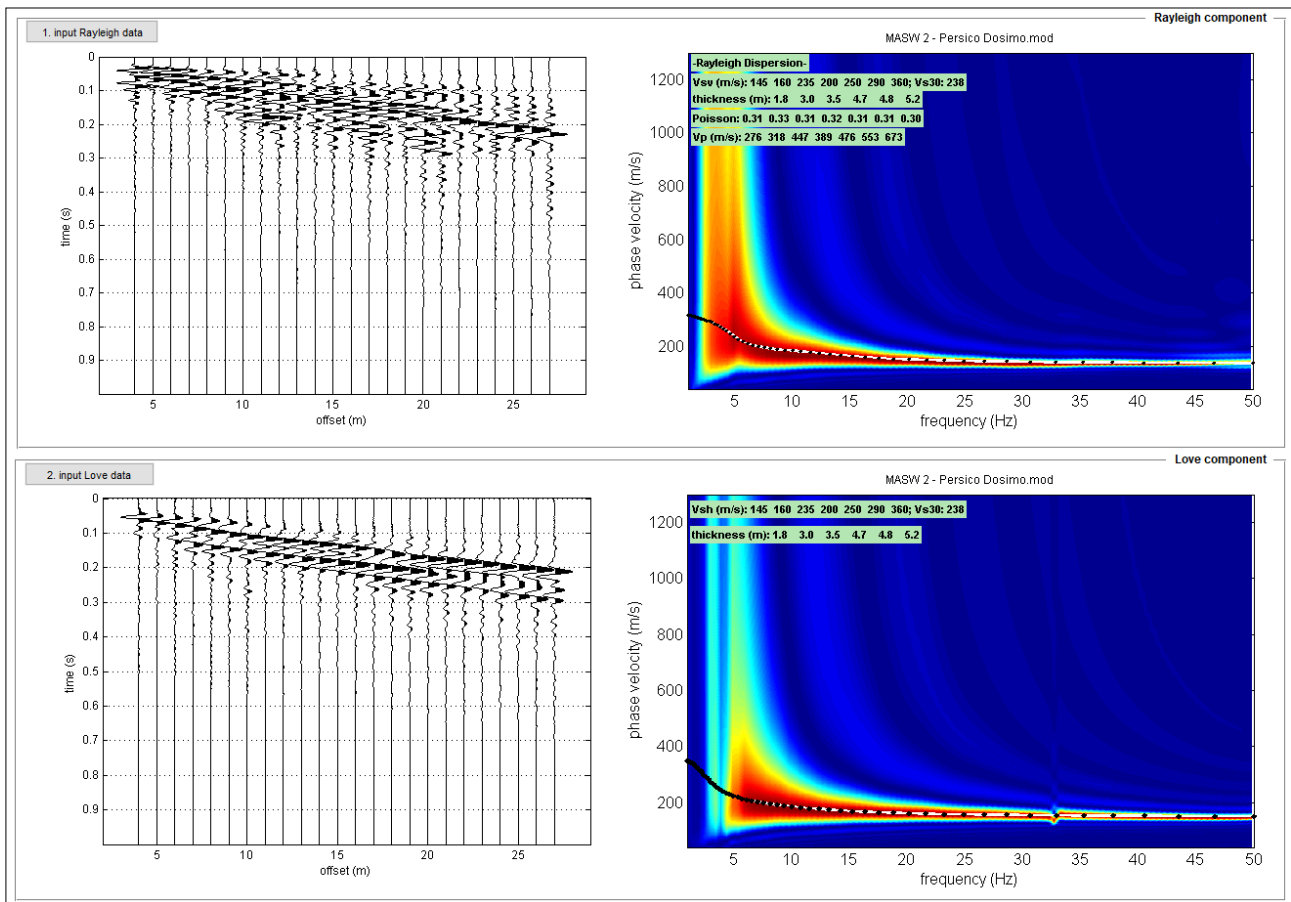 Rayleigh component
1. input Rayleigh data
MASW 2 - Persico Dosimo.mod
0
0.1
0.2
0.3
0.4
0.5
0.6
0.7
0.8
0.9
time (s)
5 10 15 20 25
offset (m)
-Rayleigh Dispersion-
Vsv (m/s): 145 160 235 200 250 290 360; Vs30: 238
thickness (m): 1.8 3.0 3.5 4.7 4.8 5.2
Poisson: 0.31 0.33 0.31 0.32 0.31 0.31 0.30
Vp (m/s): 276 318 447 389 476 553 673
1200
1000
800
600
400
200
phase velocity (m/s)
5 10 15 20 25 30 35 40 45 50
frequency (Hz)
Love component
2. input Love data
MASW 2 - Persico Dosimo.mod
0
0.1
0.2
0.3
0.4
0.5
0.6
0.7
0.8
0.9
time (s)
5 10 15 20 25
offset (m)
Vsh (m/s): 145 160 235 200 250 290 360; Vs30: 238
thickness (m): 1.8 3.0 3.5 4.7 4.8 5.2
1200
1000
800
600
400
200
phase velocity (m/s)
5 10 15 20 25 30 35 40 45 50
frequency (Hz)